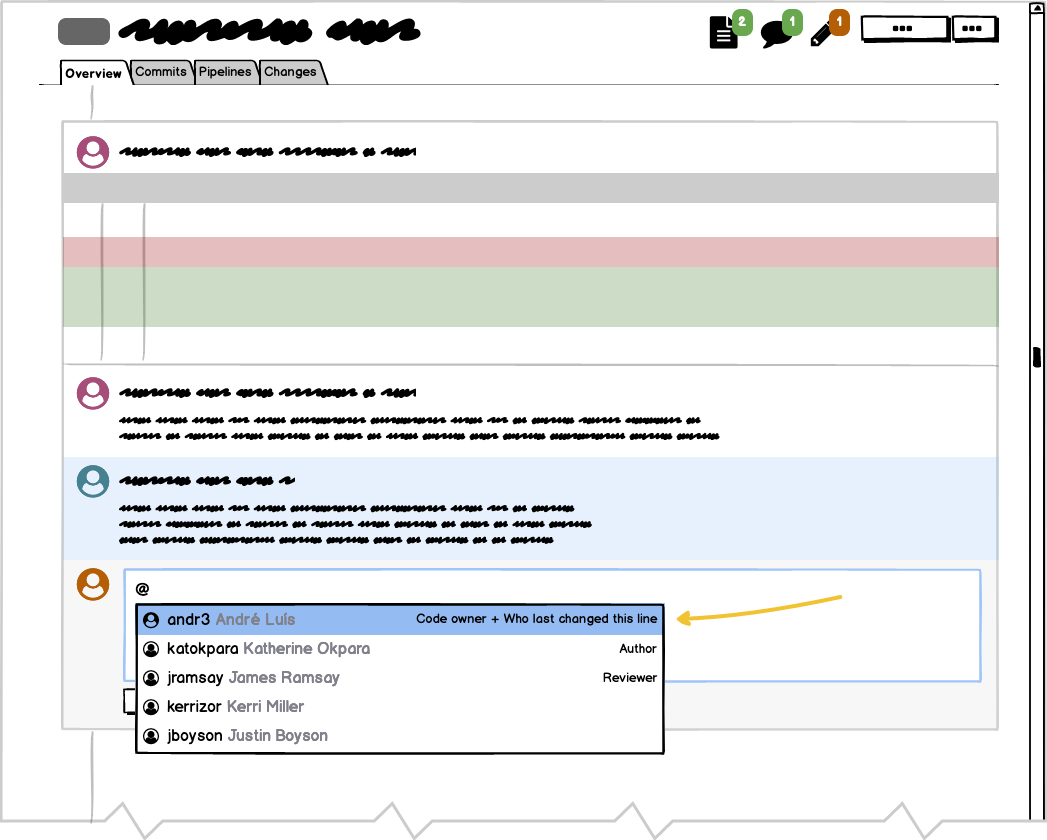 2 1 1
... ...
Overview Commits Pipelines Changes
@
andr3 André Luís Code owner + Who last changed this line
katokpara Katherine Okpara Author
jramsay James Ramsay Reviewer
kerrizor Kerri Miller
jboyson Justin Boyson